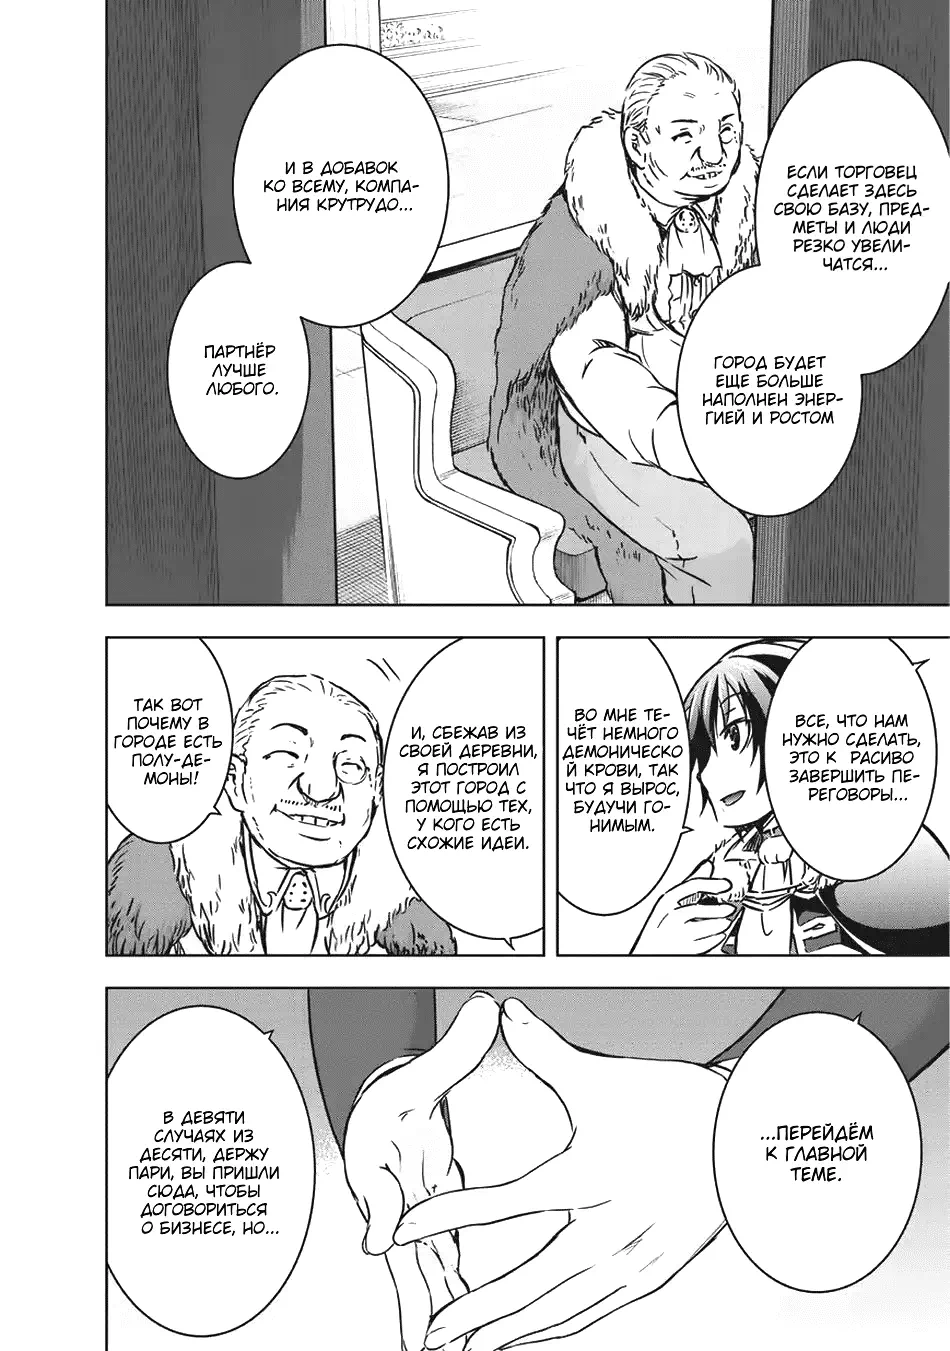 ЕСЛИ ТОРГОВЕЦ
СДЕЛАЕТ ЗДЕСЬ
СВОЮ БАЗУ, ПРЕД-
МЕТЫ И ЛЮДИ
РЕЗКО УВЕЛИ-
ЧАТСЯ...
ГОРОД БУДЕТ
ЕЩЕ БОЛЬШЕ
НАПОЛНЕН ЭНЕР-
ГИЕЙ И РОСТОМ
И В ДОБАВОК
КО ВСЕМУ, КОМПА-
НИЯ КРУТРУДО...
ПАРТНЁР
ЛУЧШЕ
ЛЮБОГО.
ВСЕ, ЧТО НАМ
НУЖНО СДЕЛАТЬ,
ЭТО К РАСИВО
ЗАВЕРШИТЬ ПЕ-
РЕГОВОРЫ...
ВО МНЕ ТЕ-
ЧЁТ НЕМНОГО
ДЕМОНИЧЕСКО
Й КРОВИ, ТАК
ЧТО Я ВЫРОС,
БУДУЧИ ГО-
НИМЫМ.
И, СБЕЖАВ ИЗ
СВОЕЙ ДЕРЕВНИ,
Я ПОСТРОИЛ
ЭТОТ ГОРОД С
ПОМОЩЬЮ ТЕХ,
У КОГО ЕСТЬ
СХОЖИЕ ИДЕИ.
ТАК ВОТ
ПОЧЕМУ В
ГОРОДЕ ЕСТЬ
ПОЛУ-ДЕ-
МОНЫ!
...ПЕРЕЙДЁМ
К ГЛАВНОЙ
ТЕМЕ.
В ДЕВЯТИ
СЛУЧАЯХ ИЗ
ДЕСЯТИ, ДЕРЖУ
ПАРИ, ВЫ ПРИШЛИ
СЮДА, ЧТОБЫ
ДОГОВОРИТЬСЯ
О БИЗНЕСЕ, НО...